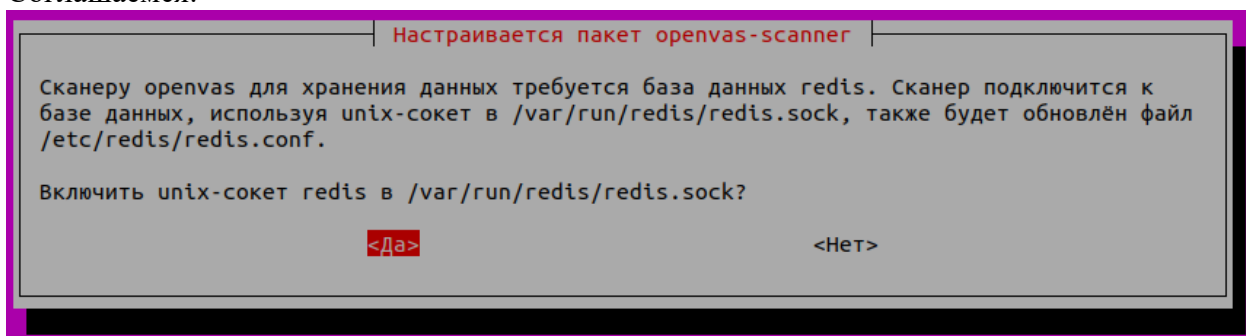 Соглашаемся.
Настраивается пакет openvas-scanner
Сканеру openvas для хранения данных требуется база данных redis. Сканер подключится к
базе данных, используя unix-сокет в /var/run/redis/redis.sock, также будет обновлён файл
/etc/redis/redis.conf.
Включить unix-сокет redis в /var/run/redis/redis.sock?
<Да> <Нет>